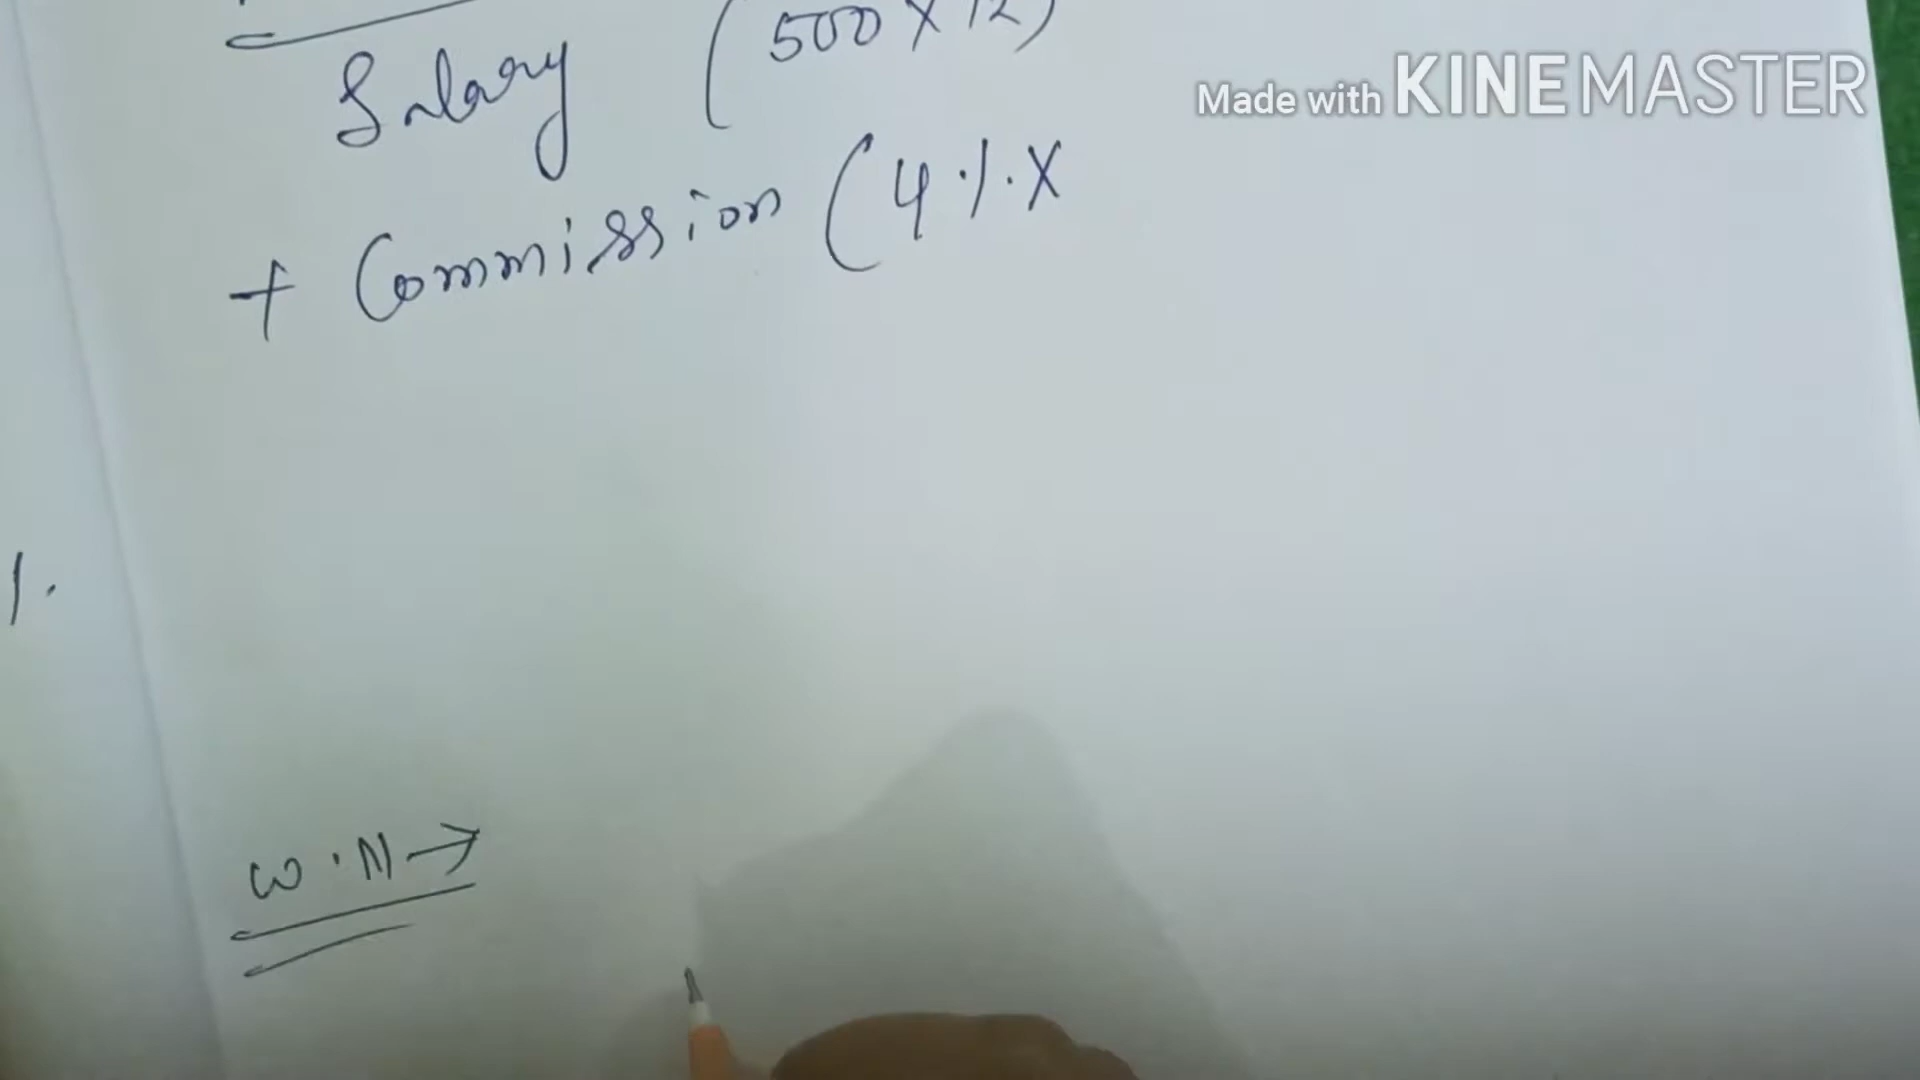 Salary (500 X 12)
Made with KINEMASTER
+ Commission (4% X
1.
W.N→